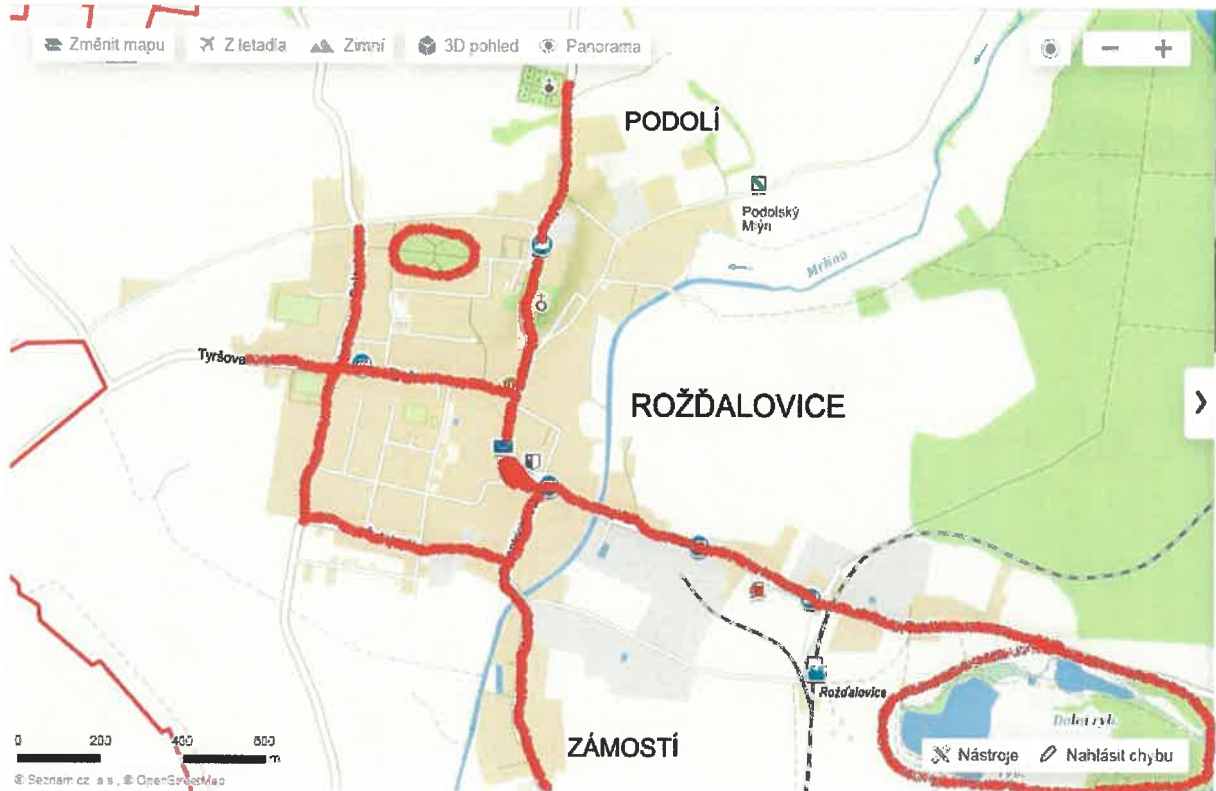 Změnit mapu
Z letadla
Zimní
3D pohled
Panorama
PODOLÍ
Podolský
Mlýn
Mrlina
Tyršova
ROŽĎALOVICE
Rožďalovice
ZÁMOSTÍ
0 200 400 600 m
© Seznam.cz, a.s., © OpenStreetMap
Nástroje
Nahlásit chybu